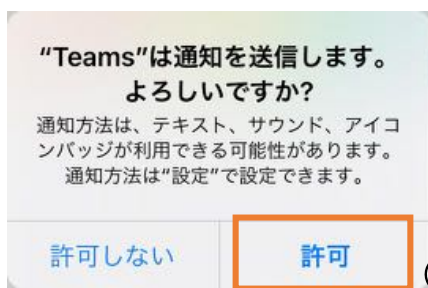 “Teams”は通知を送信します。
よろしいですか?
通知方法は、テキスト、サウンド、アイコ
ンバッジが利用できる可能性があります。
通知方法は“設定”で設定できます。
許可しない
許可